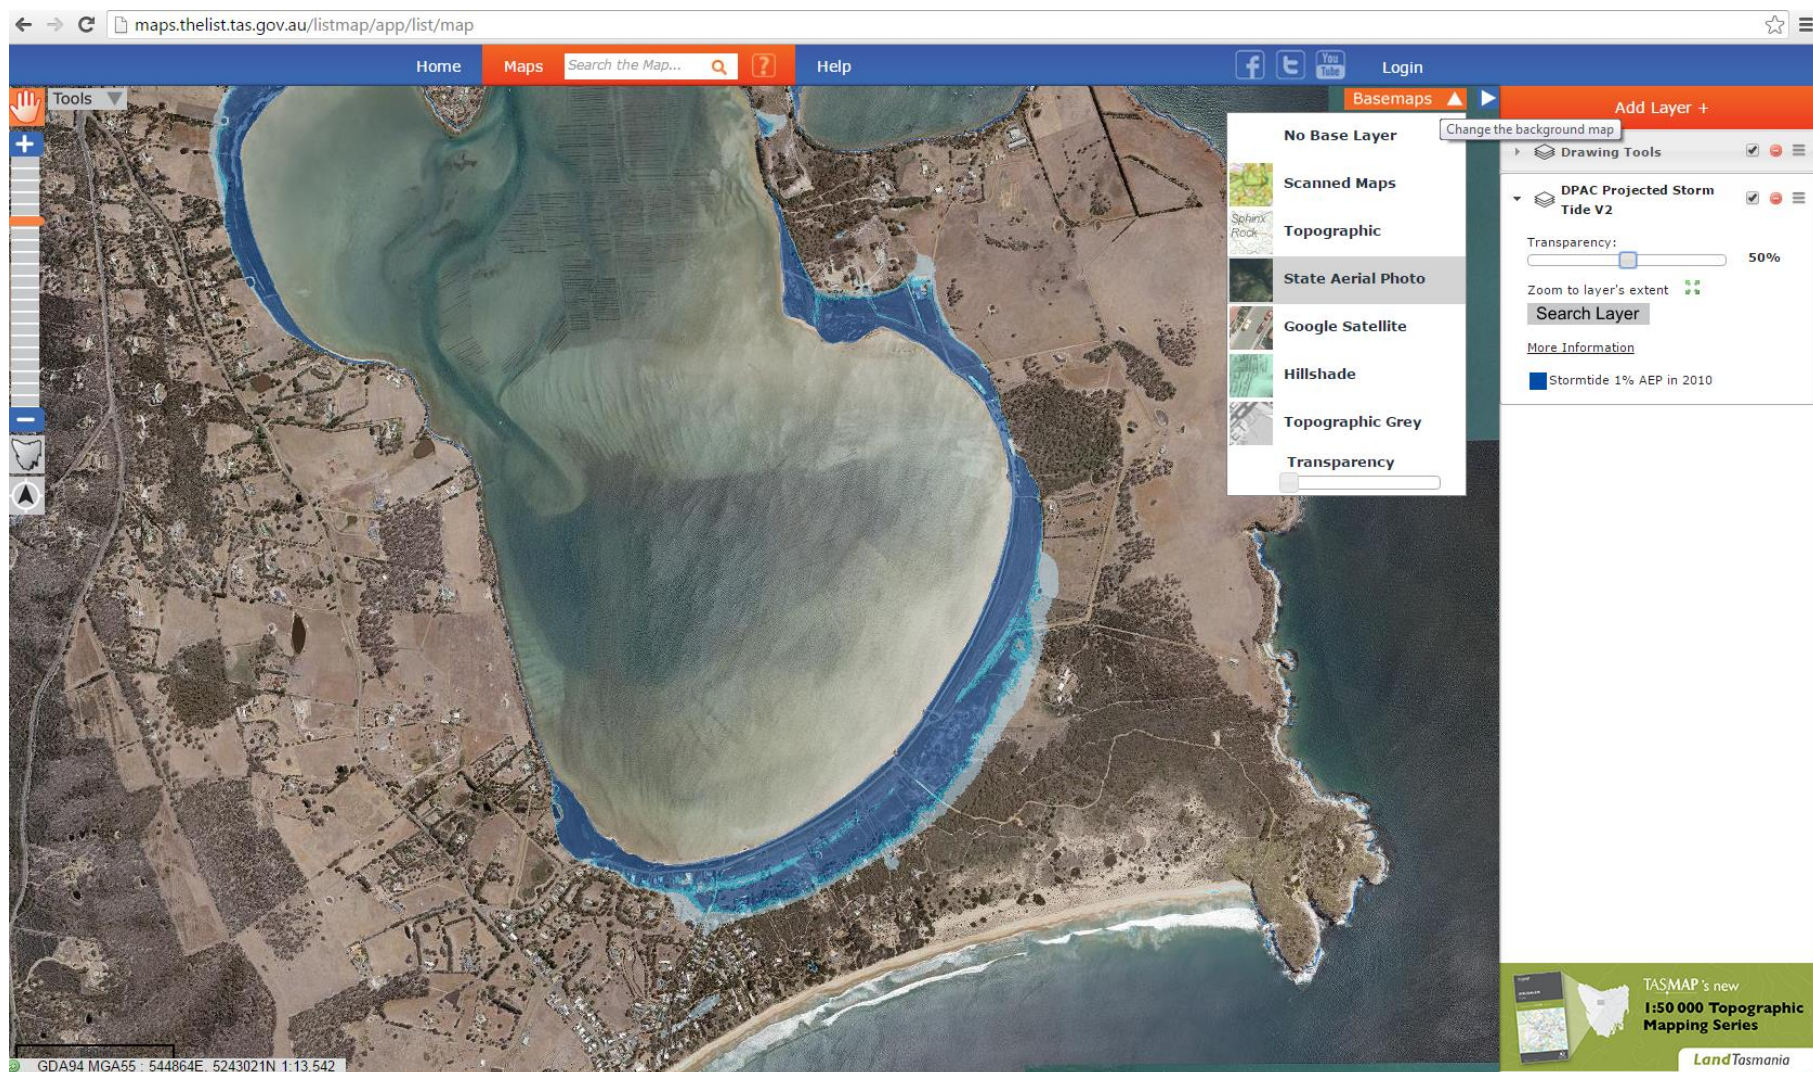 maps.thelist.tas.gov.au/listmap/app/list/map
Home
Maps
Search the Map...
?
Help
f
t
You
Tube
Login
Tools
Basemaps
Add Layer +
Change the background map
No Base Layer
Scanned Maps
Sphinx
Rock
Topographic
State Aerial Photo
Google Satellite
Hillshade
Topographic Grey
Transparency
Drawing Tools
DPAC Projected Storm
Tide V2
Transparency:
50%
Zoom to layer's extent
Search Layer
More Information
Stormtide 1% AEP in 2010
TASMAP's new
1:50 000 Topographic
Mapping Series
LandTasmania
GDA94 MGA55 : 544864E, 5243021N 1:13,542